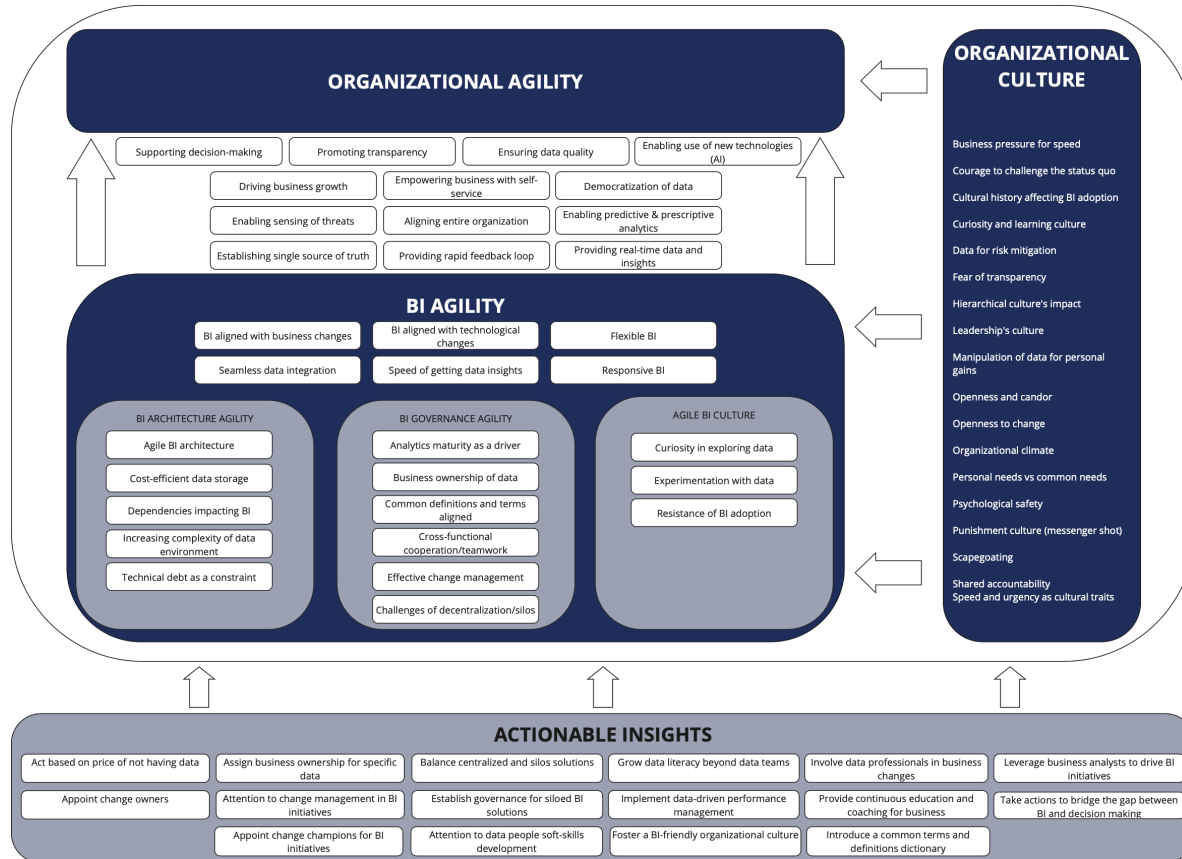 ORGANIZATIONAL AGILITY
Supporting decision-making
Promoting transparency
Ensuring data quality
Enabling use of new technologies
(AI)
Driving business growth
Empowering business with self-
service
Democratization of data
Enabling sensing of threats
Aligning entire organization
Enabling predictive & prescriptive
analytics
Establishing single source of truth
Providing rapid feedback loop
Providing real-time data and
insights
BI AGILITY
BI aligned with business changes
BI aligned with technological
changes
Flexible BI
Seamless data integration
Speed of getting data insights
Responsive BI
BI ARCHITECTURE AGILITY
Agile BI architecture
Cost-efficient data storage
Dependencies impacting BI
Increasing complexity of data
environment
Technical debt as a constraint
BI GOVERNANCE AGILITY
Analytics maturity as a driver
Business ownership of data
Common definitions and terms
aligned
Cross-functional
cooperation/teamwork
Effective change management
Challenges of decentralization/silos
AGILE BI CULTURE
Curiosity in exploring data
Experimentation with data
Resistance of BI adoption
ORGANIZATIONAL
CULTURE
Business pressure for speed
Courage to challenge the status quo
Cultural history affecting BI adoption
Curiosity and learning culture
Data for risk mitigation
Fear of transparency
Hierarchical culture's impact
Leadership's culture
Manipulation of data for personal
gains
Openness and candor
Openness to change
Organizational climate
Personal needs vs common needs
Psychological safety
Punishment culture (messenger shot)
Scapegoating
Shared accountability
Speed and urgency as cultural traits
ACTIONABLE INSIGHTS
Act based on price of not having data
Assign business ownership for specific
data
Balance centralized and silos solutions
Grow data literacy beyond data teams
Involve data professionals in business
changes
Leverage business analysts to drive BI
initiatives
Appoint change owners
Attention to change management in BI
initiatives
Establish governance for siloed BI
solutions
Implement data-driven performance
management
Provide continuous education and
coaching for business
Take actions to bridge the gap between
BI and decision making
Appoint change champions for BI
initiatives
Attention to data people soft-skills
development
Foster a BI-friendly organizational culture
Introduce a common terms and
definitions dictionary